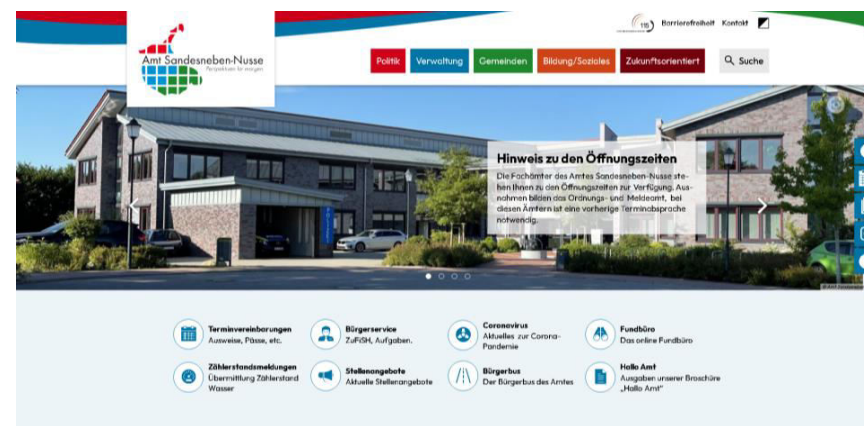 115
Barrierefreiheit Kontakt
Amt Sandesneben-Nusse
Perspektiven für morgen
Politik Verwaltung Gemeinden Bildung/Soziales Zukunftsorientiert Suche
Hinweis zu den Öffnungszeiten
Die Fachämter des Amtes Sandesneben-Nusse ste-
hen Ihnen zu den Öffnungszeiten zur Verfügung. Aus-
nahmen bilden das Ordnungs- und Meldeamt, bei
diesen Ämtern ist eine vorherige Terminabsprache
notwendig.
Terminvereinbarungen
Ausweise, Pässe, etc.
Bürgerservice
ZuFiSH, Aufgaben.
Coronavirus
Aktuelles zur Corona-
Pandemie
Fundbüro
Das online Fundbüro
Zählerstandsmeldungen
Übermittlung Zählerstand
Wasser
Stellenangebote
Aktuelle Stellenangebote
Bürgerbus
Der Bürgerbus des Amtes
Hallo Amt
Ausgaben unserer Broschüre
„Hallo Amt“